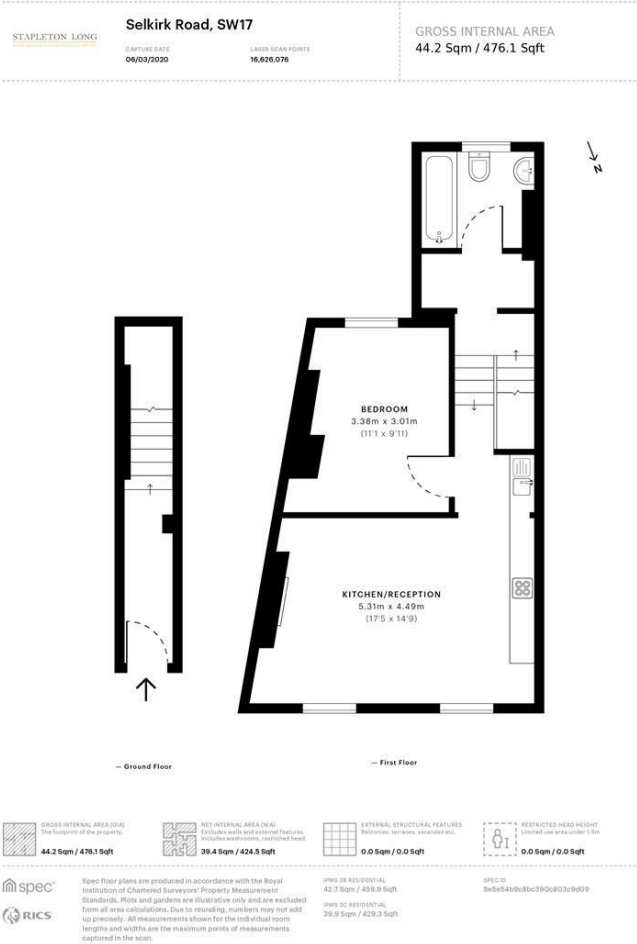 STAPLETON LONG
Selkirk Road, SW17
CAPTURE DATE
06/03/2020
LASER SCAN POINTS
16,626,076
GROSS INTERNAL AREA
44.2 Sqm / 476.1 Sqft
N
BEDROOM
3.38m x 3.01m
(11'1 x 9'11)
KITCHEN/RECEPTION
5.31m x 4.49m
(17'5 x 14'9)
— Ground Floor
— First Floor
GROSS INTERNAL AREA (GIA)
The footprint of the property.
44.2 Sqm / 476.1 Sqft
NET INTERNAL AREA (NIA)
Excludes walls and external features.
Includes washrooms, restricted head
39.4 Sqm / 424.5 Sqft
EXTERNAL STRUCTURAL FEATURES
Balconies, terraces, verandas etc.
0.0 Sqm / 0.0 Sqft
RESTRICTED HEAD HEIGHT
Limited use area under 1.5m
0.0 Sqm / 0.0 Sqft
spec
RICS
Spec floor plans are produced in accordance with the Royal
Institution of Chartered Surveyors' Property Measurement
Standards. Plots and gardens are illustrative only and are excluded
from all area calculations. Due to rounding, numbers may not add
up precisely. All measurements shown for the individual room
lengths and widths are the maximum points of measurements
captured in the scan.
IPMS 3B RESIDENTIAL
42.7 Sqm / 459.9 Sqft
IPMS 3C RESIDENTIAL
39.9 Sqm / 429.3 Sqft
SPEC ID
5e5e54b9c8bc390c803c9d09